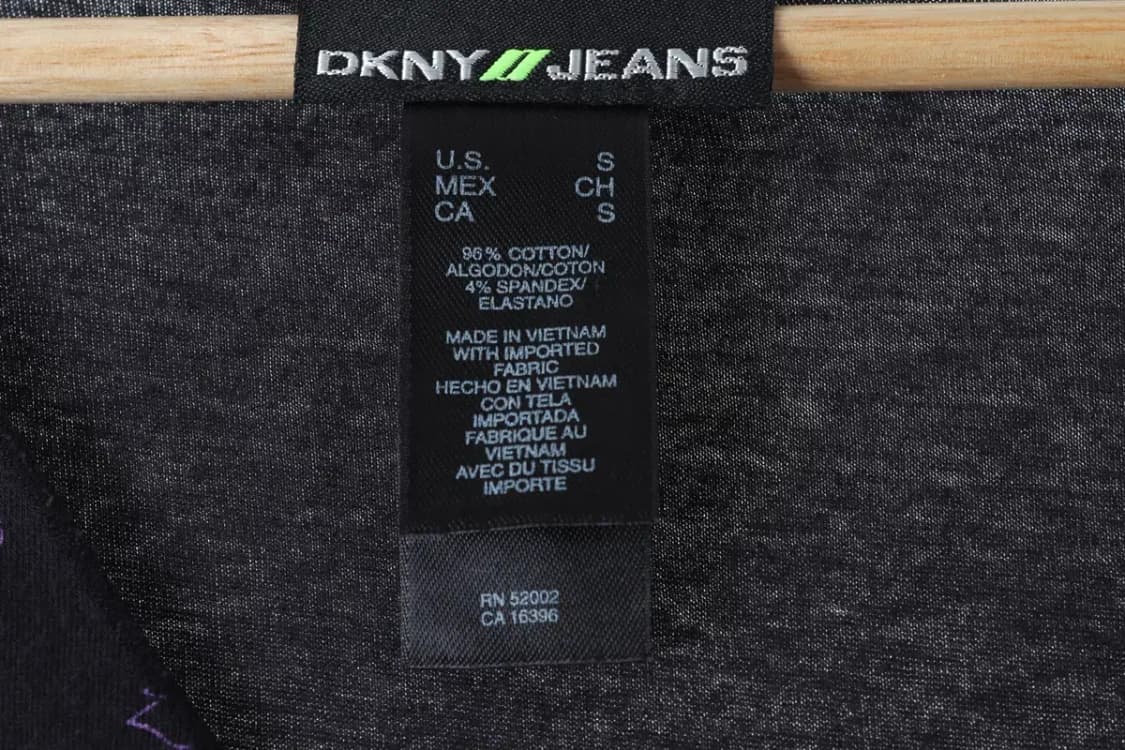 DKNY//JEANS
U.S. S
MEX CH
CA S
96% COTTON/
ALGODON/COTON
4% SPANDEX/
ELASTANO
MADE IN VIETNAM
WITH IMPORTED
FABRIC
HECHO EN VIETNAM
CON TELA
IMPORTADA
FABRIQUE AU
VIETNAM
AVEC DU TISSU
IMPORTE
RN 52002
CA 16396